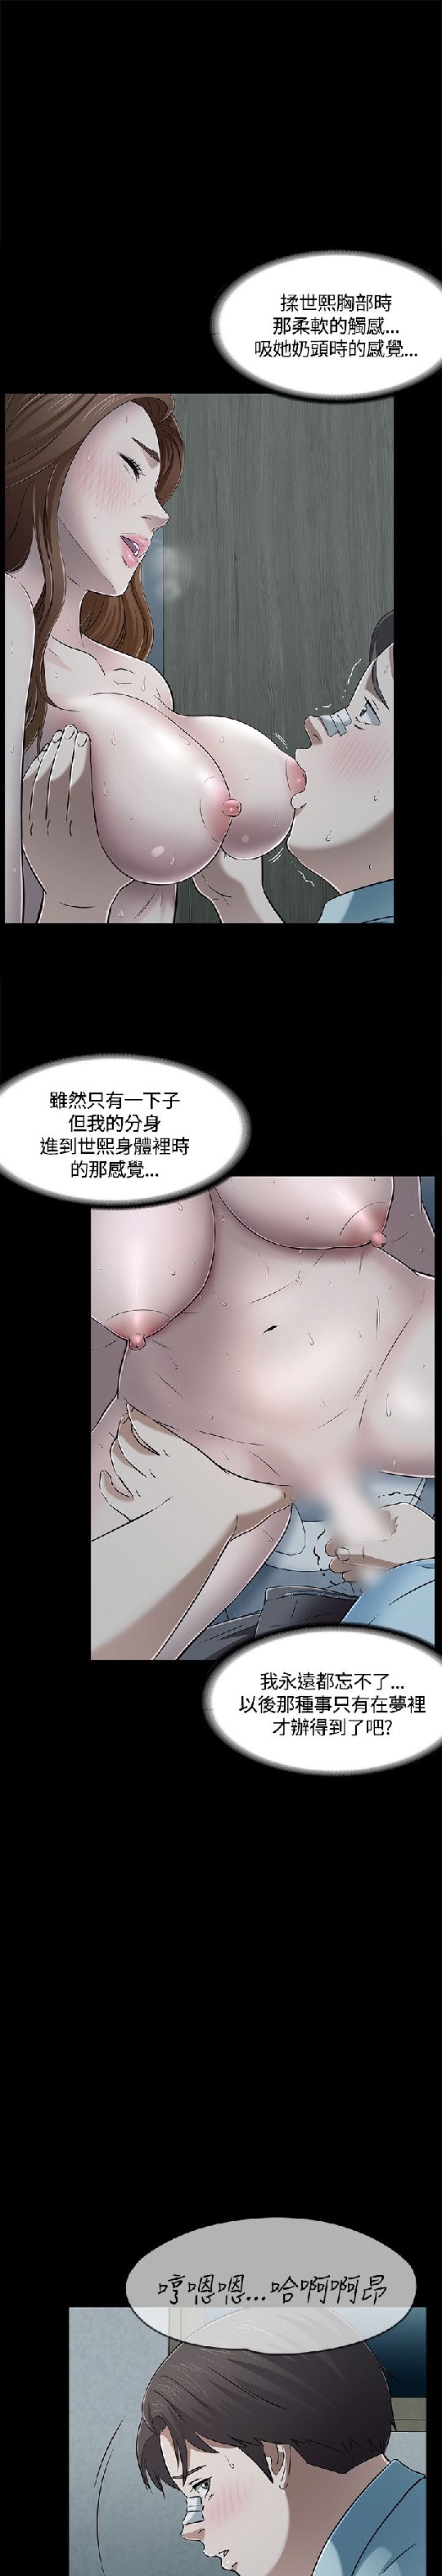 揉世熙胸部時
那柔軟的觸感...
吸她奶頭時的感覺...
雖然只有一下子
但我的分身
進到世熙身體裡時
的那感覺...
我永遠都忘不了...
以後那種事只有在夢裡
才辦得到了吧?
哼嗯嗯...哈啊啊昂